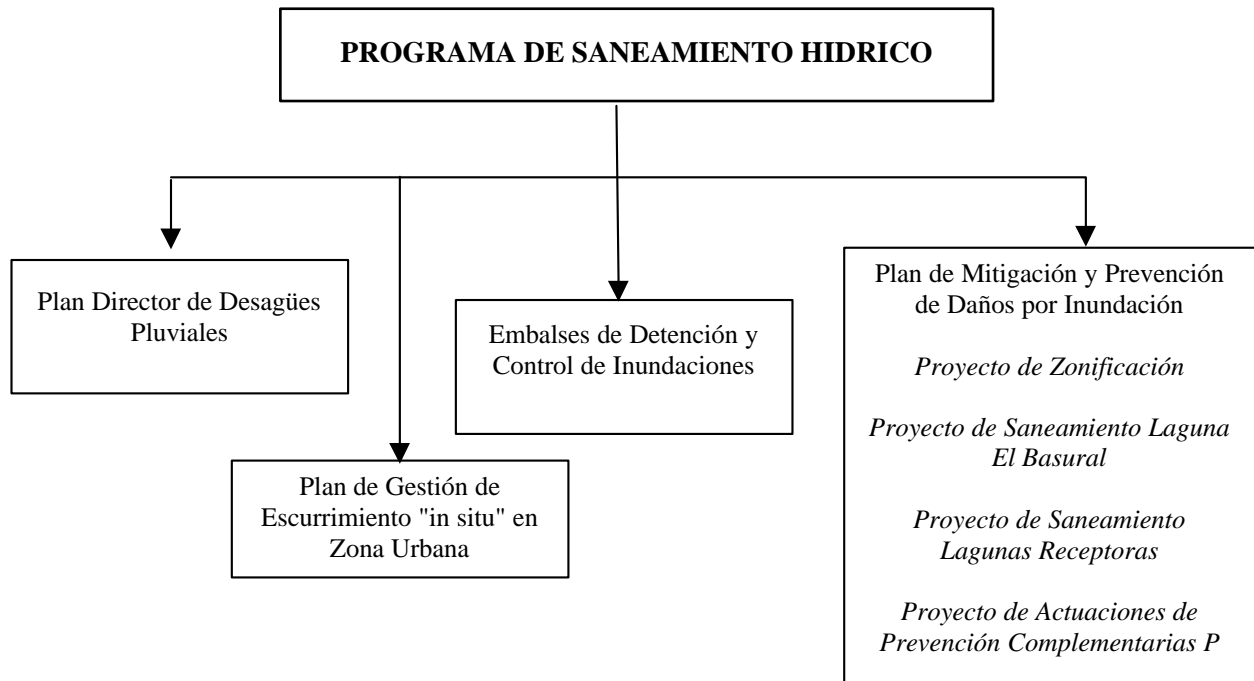 PROGRAMA DE SANEAMIENTO HIDRICO
Plan Director de Desagües
Pluviales
Plan de Gestión de
Escurrimiento "in situ" en
Zona Urbana
Embalses de Detención y
Control de Inundaciones
Plan de Mitigación y Prevención
de Daños por Inundación
Proyecto de Zonificación
Proyecto de Saneamiento Laguna
El Basural
Proyecto de Saneamiento
Lagunas Receptoras
Proyecto de Actuaciones de
Prevención Complementarias P